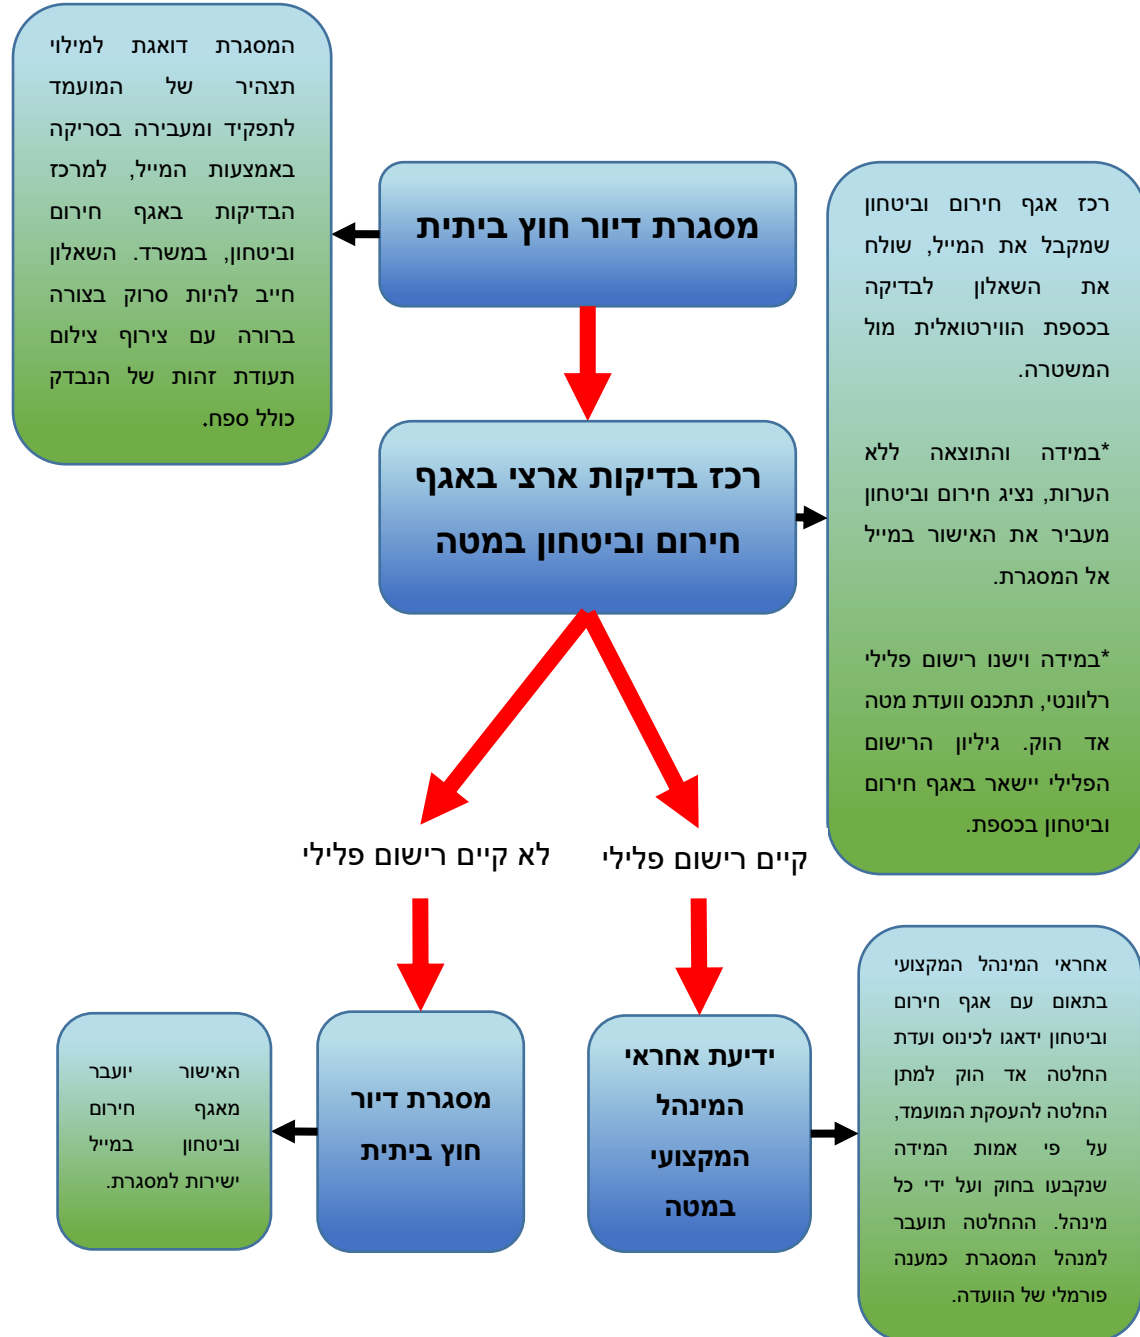 המסגרת דואגת למילוי
תצהיר של המועמד
לתפקיד ומעבירה בסריקה
באמצעות המייל, למרכז
הבדיקות באגף חירום
וביטחון, במשרד. השאלון
חייב להיות סרוק בצורה
ברורה עם צירוף צילום
תעודת זהות של הנבדק
כולל ספח.
מסגרת דיור חוץ ביתית
רכז אגף חירום וביטחון
שמקבל את המייל, שולח
את השאלון לבדיקה
בכספת הווירטואלית מול
המשטרה.
*במידה והתוצאה ללא
הערות, נציג חירום וביטחון
מעביר את האישור במייל
אל המסגרת.
*במידה וישנו רישום פלילי
רלוונטי, תתכנס וועדת מטה
אד הוק. גיליון הרישום
הפלילי יישאר באגף חירום
וביטחון בכספת.
רכז בדיקות ארצי באגף
חירום וביטחון במטה
קיים רישום פלילי
לא קיים רישום פלילי
אחראי המינהל המקצועי
בתאום עם אגף חירום
וביטחון ידאגו לכינוס ועדת
החלטה אד הוק למתן
החלטה להעסקת המועמד,
על פי אמות המידה
שנקבעו בחוק ועל ידי כל
מינהל. ההחלטה תועבר
למנהל המסגרת כמענה
פורמלי של הוועדה.
ידיעת אחראי
המינהל
המקצועי
במטה
מסגרת דיור
חוץ ביתית
האישור יועבר
מאגף חירום
וביטחון במייל
ישירות למסגרת.